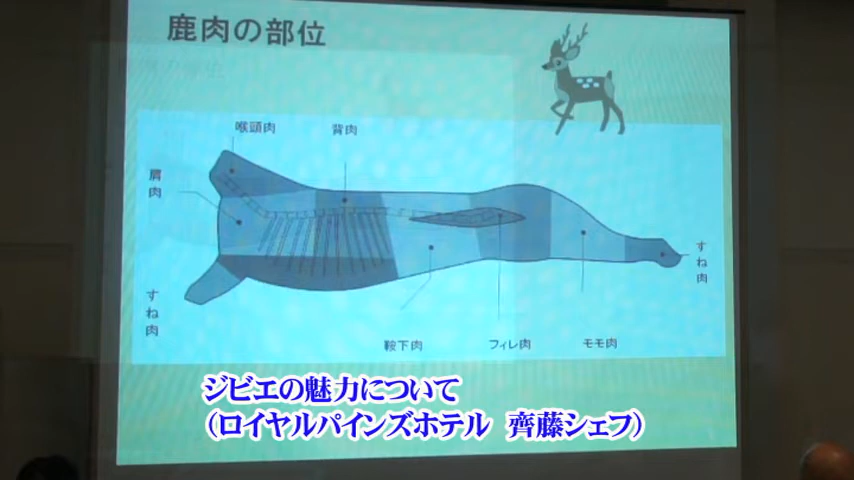 鹿肉の部位
喉頭肉
背肉
肩肉
すね肉
すね肉
鞍下肉
フィレ肉
モモ肉
ジビエの魅力について
（ロイヤルパインズホテル　齊藤シェフ）